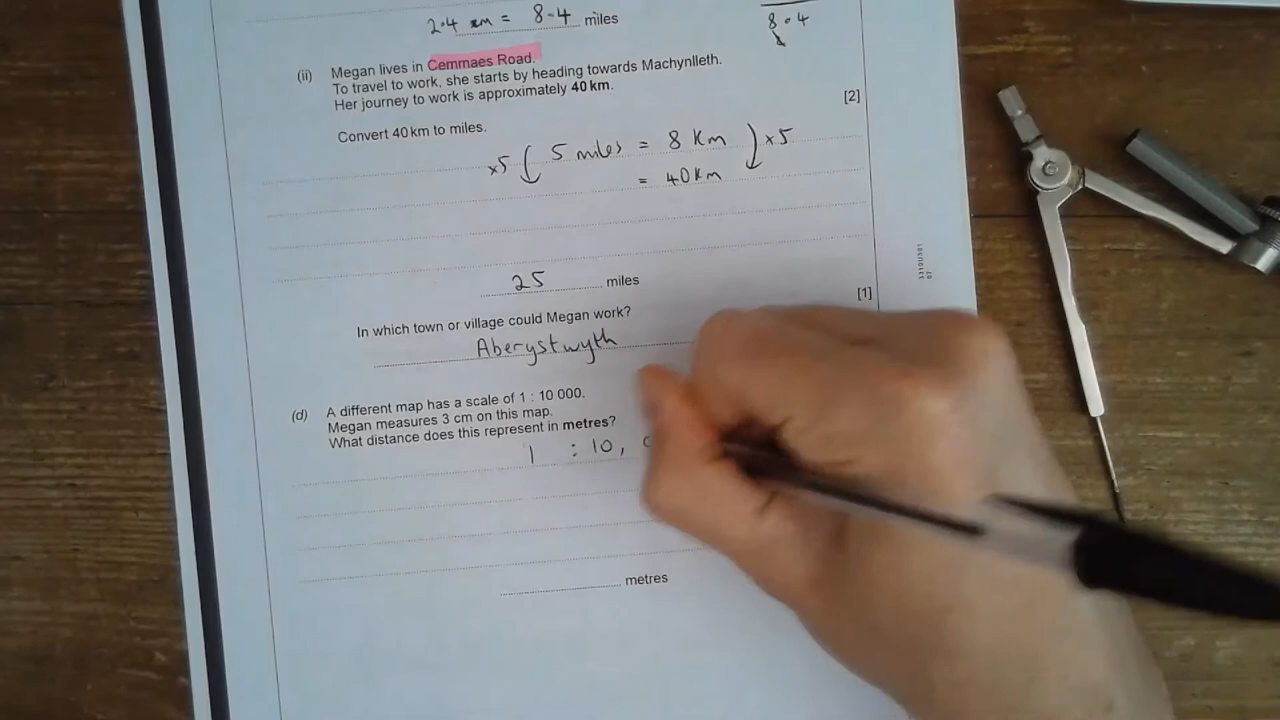 2.4 cm = 8.4 miles
8.4
(ii) Megan lives in Cemmaes Road.
To travel to work, she starts by heading towards Machynlleth.
Her journey to work is approximately 40 km.
[2]
Convert 40 km to miles.
×5 ( 5 miles = 8 km ) ×5
= 40 km
25 miles
[1]
In which town or village could Megan work?
Aberystwyth
(d) A different map has a scale of 1 : 10 000.
Megan measures 3 cm on this map.
What distance does this represent in metres?
1 : 10,
metres